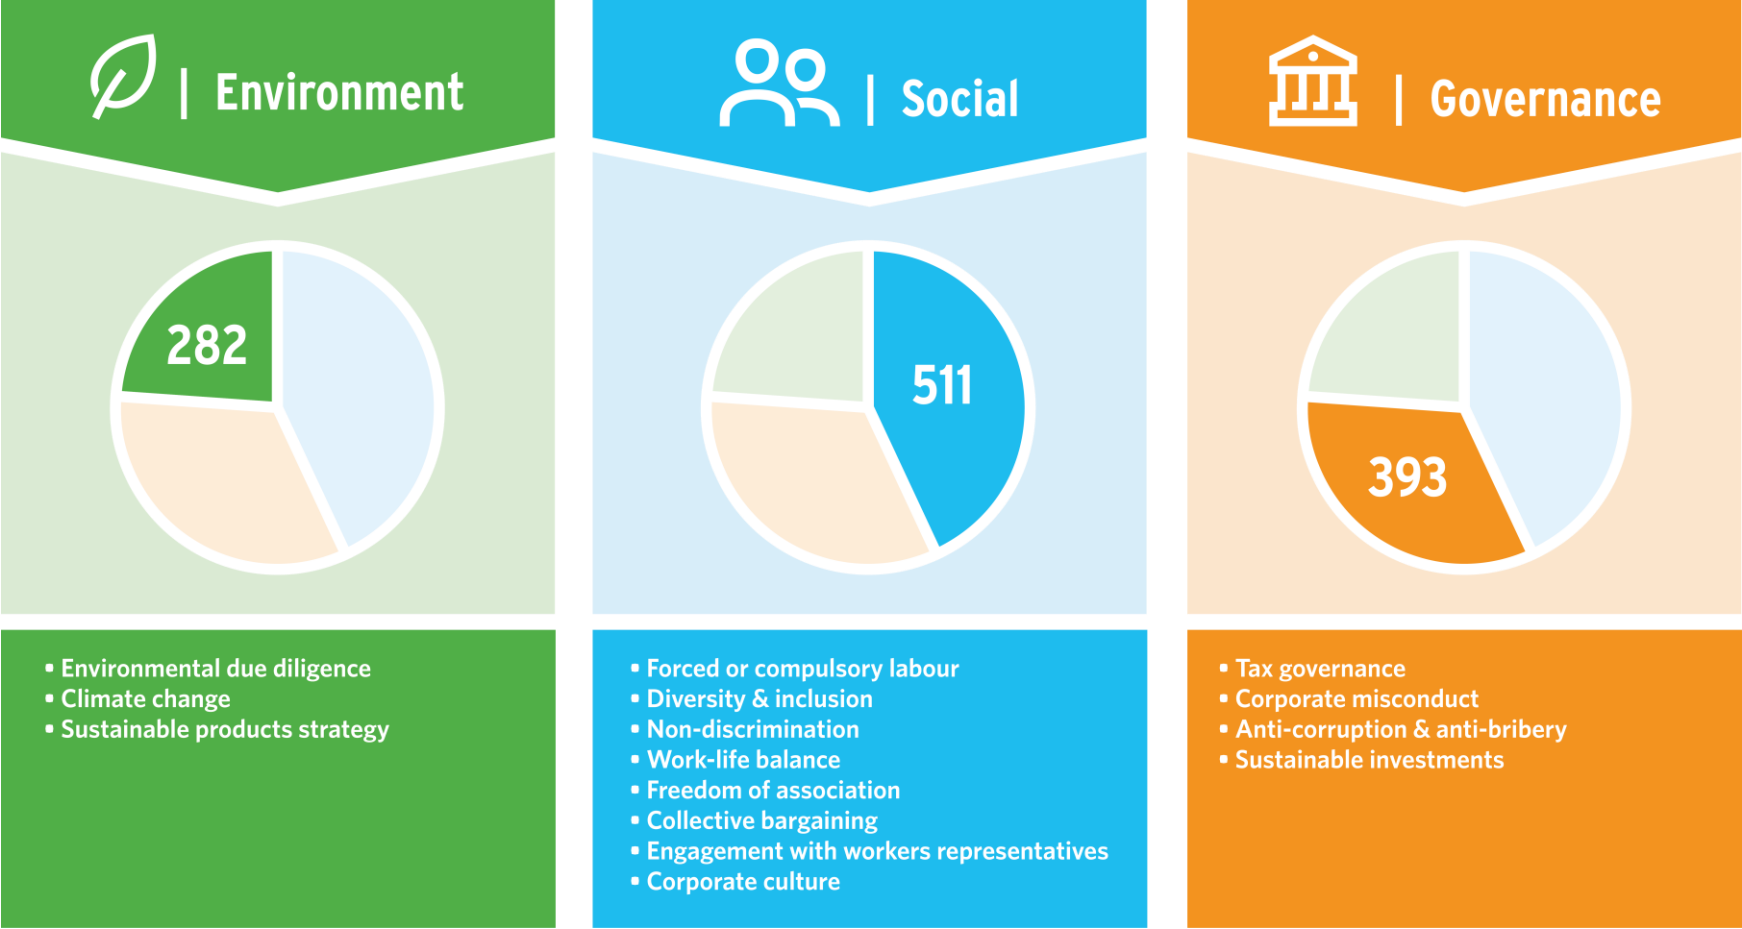 | Environment
282
▪ Environmental due diligence
▪ Climate change
▪ Sustainable products strategy
| Social
511
▪ Forced or compulsory labour
▪ Diversity & inclusion
▪ Non-discrimination
▪ Work-life balance
▪ Freedom of association
▪ Collective bargaining
▪ Engagement with workers representatives
▪ Corporate culture
| Governance
393
▪ Tax governance
▪ Corporate misconduct
▪ Anti-corruption & anti-bribery
▪ Sustainable investments